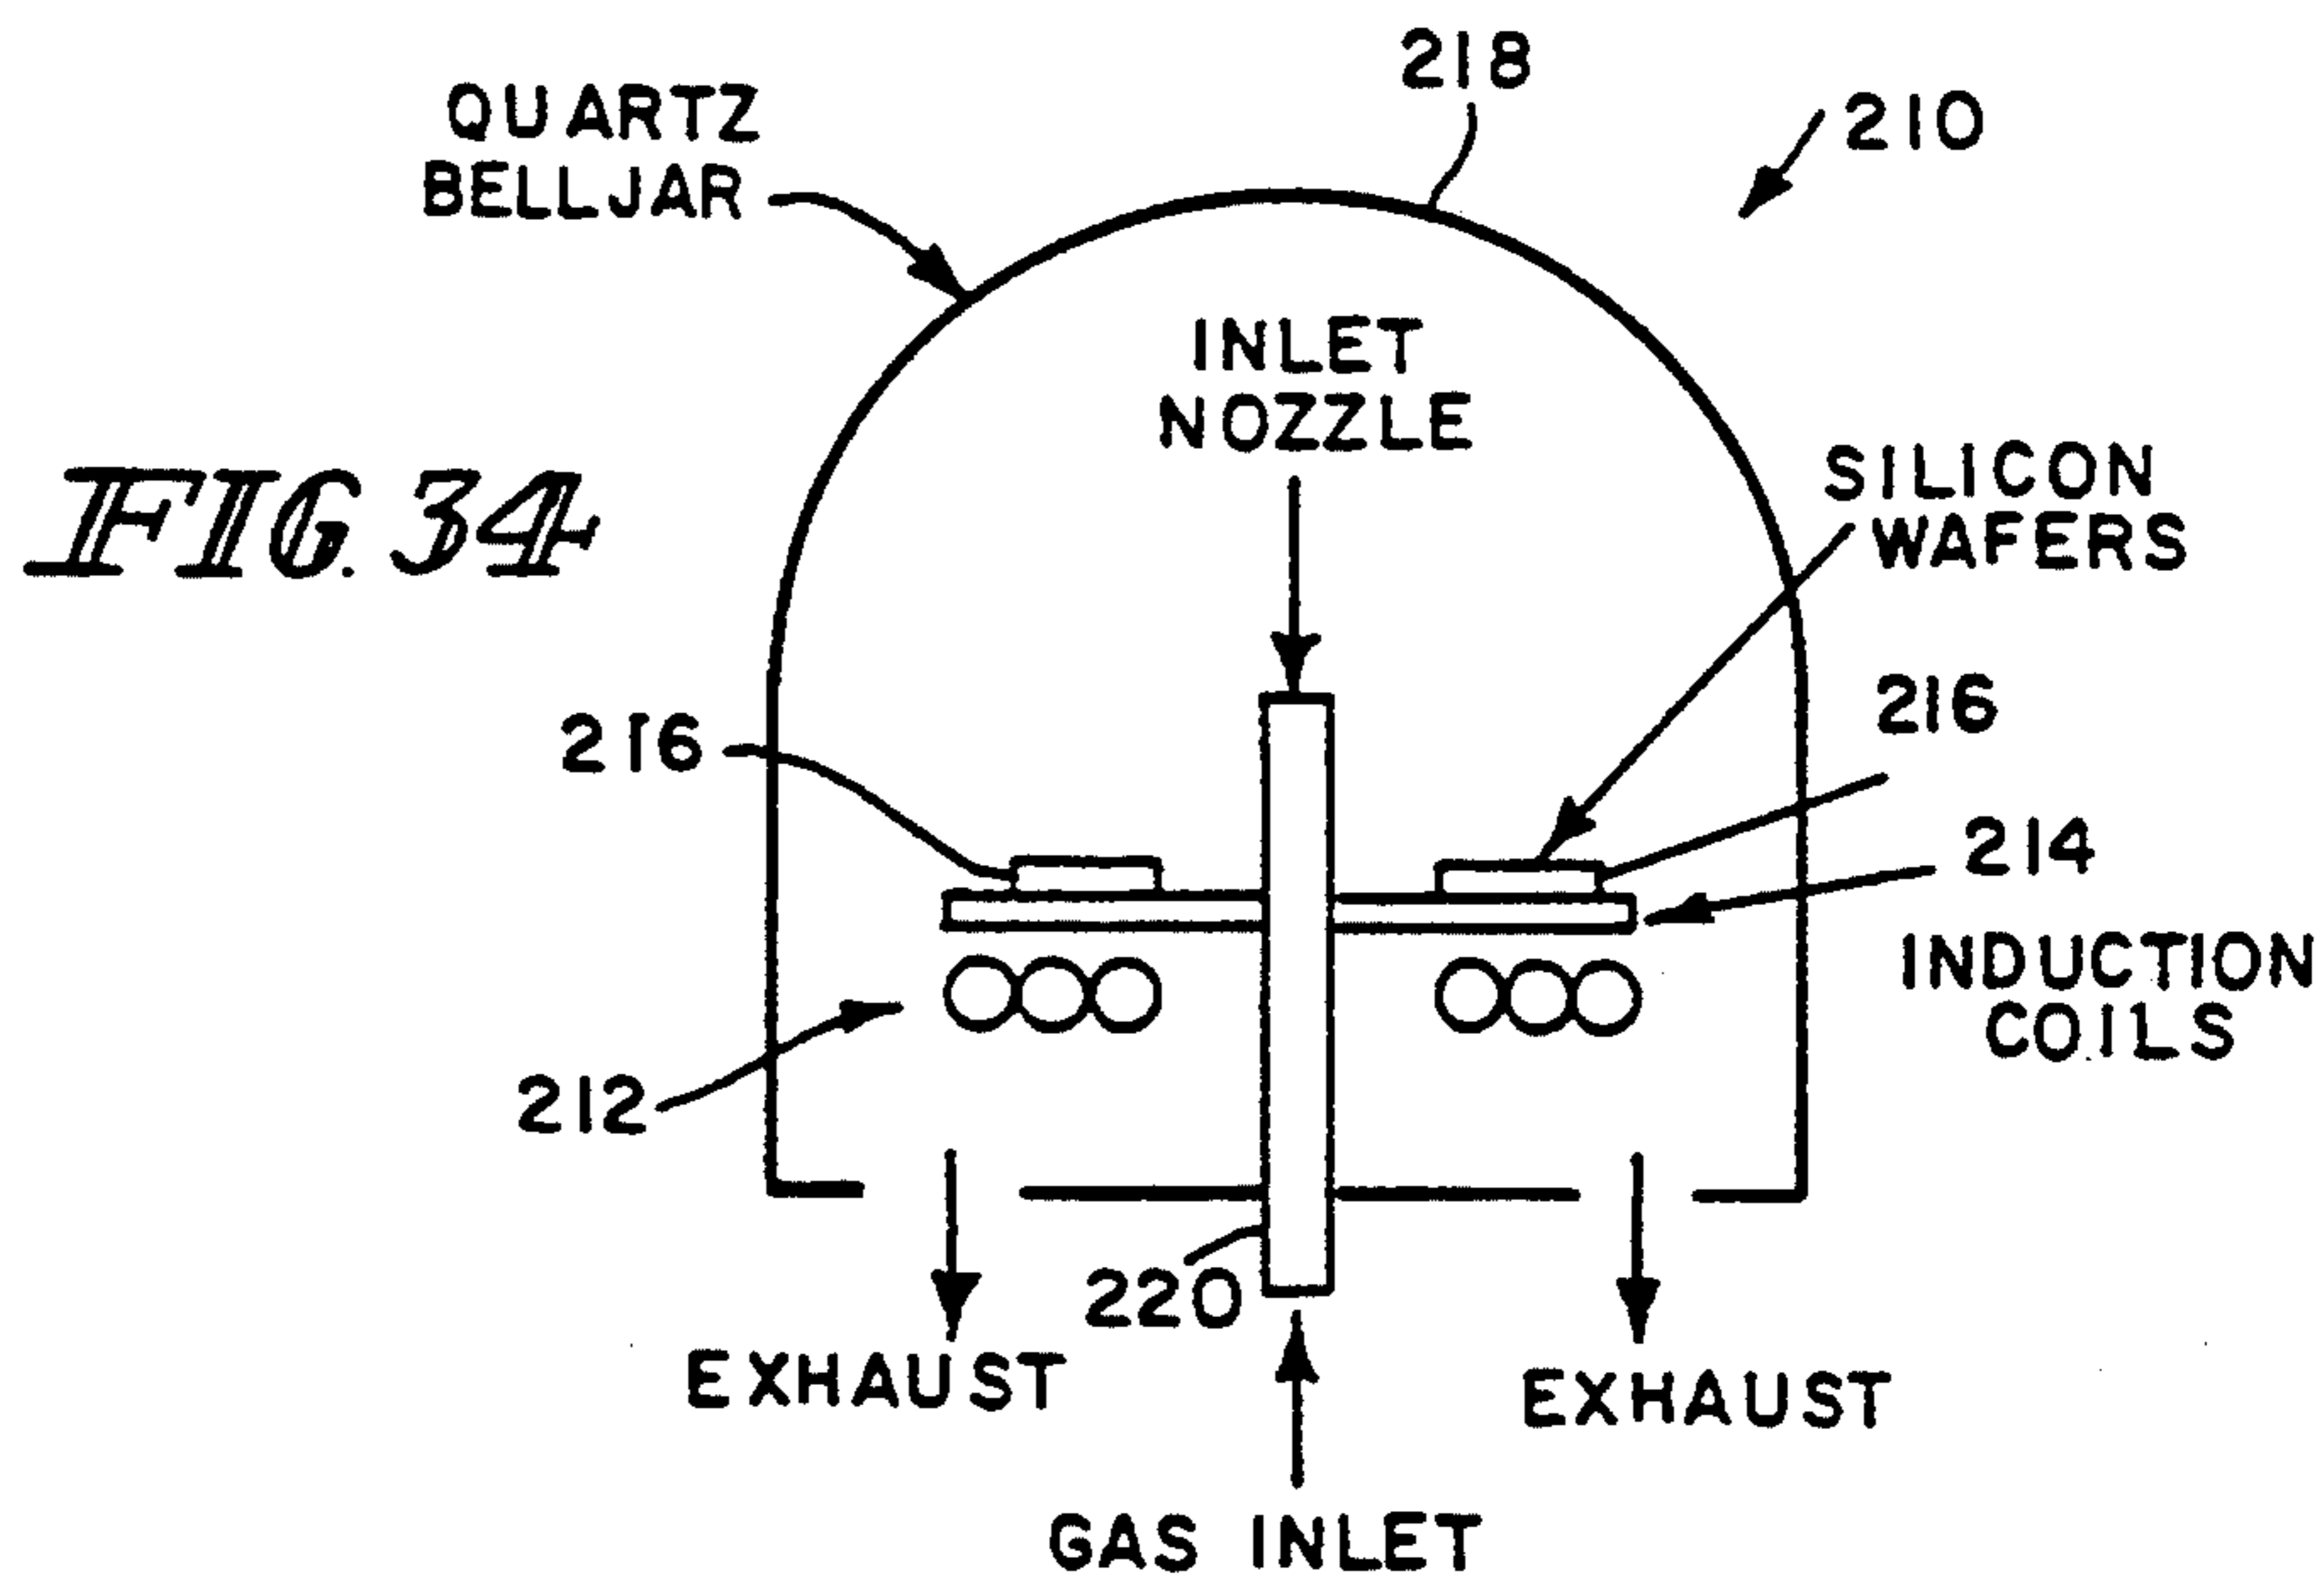 218
210
QUARTZ
BELLJAR
INLET
NOZZLE
SILICON
WAFERS
FIG. 34
216
216
214
INDUCTION
COILS
212
220
EXHAUST
EXHAUST
GAS INLET